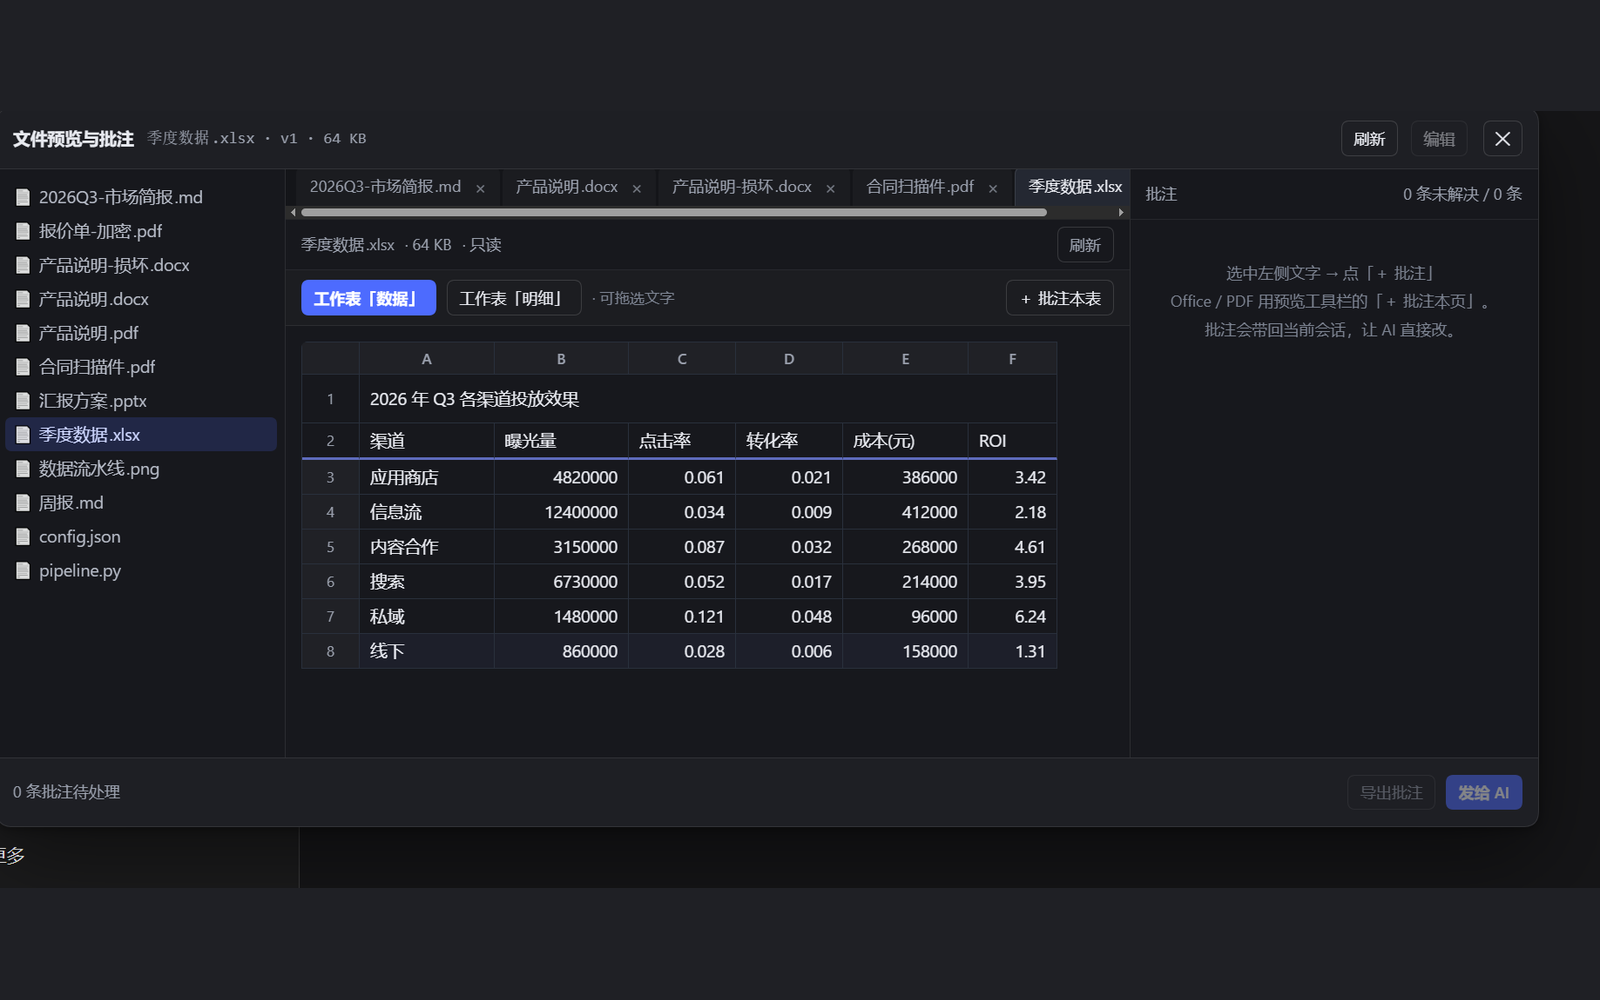 文件预览与批注 季度数据.xlsx · v1 · 64 KB 刷新 编辑 ×
2026Q3-市场简报.md
报价单-加密.pdf
产品说明-损坏.docx
产品说明.docx
产品说明.pdf
合同扫描件.pdf
汇报方案.pptx
季度数据.xlsx
数据流水线.png
周报.md
config.json
pipeline.py
2026Q3-市场简报.md × 产品说明.docx × 产品说明-损坏.docx × 合同扫描件.pdf × 季度数据.xlsx
季度数据.xlsx · 64 KB · 只读 刷新
工作表「数据」 工作表「明细」 · 可拖选文字 + 批注本表
A B C D E F
1 2026 年 Q3 各渠道投放效果
2 渠道 曝光量 点击率 转化率 成本(元) ROI
3 应用商店 4820000 0.061 0.021 386000 3.42
4 信息流 12400000 0.034 0.009 412000 2.18
5 内容合作 3150000 0.087 0.032 268000 4.61
6 搜索 6730000 0.052 0.017 214000 3.95
7 私域 1480000 0.121 0.048 96000 6.24
8 线下 860000 0.028 0.006 158000 1.31
批注 0 条未解决 / 0 条
选中左侧文字 → 点「+ 批注」
Office / PDF 用预览工具栏的「+ 批注本页」。
批注会带回当前会话，让 AI 直接改。
0 条批注待处理 导出批注 发给 AI
更多